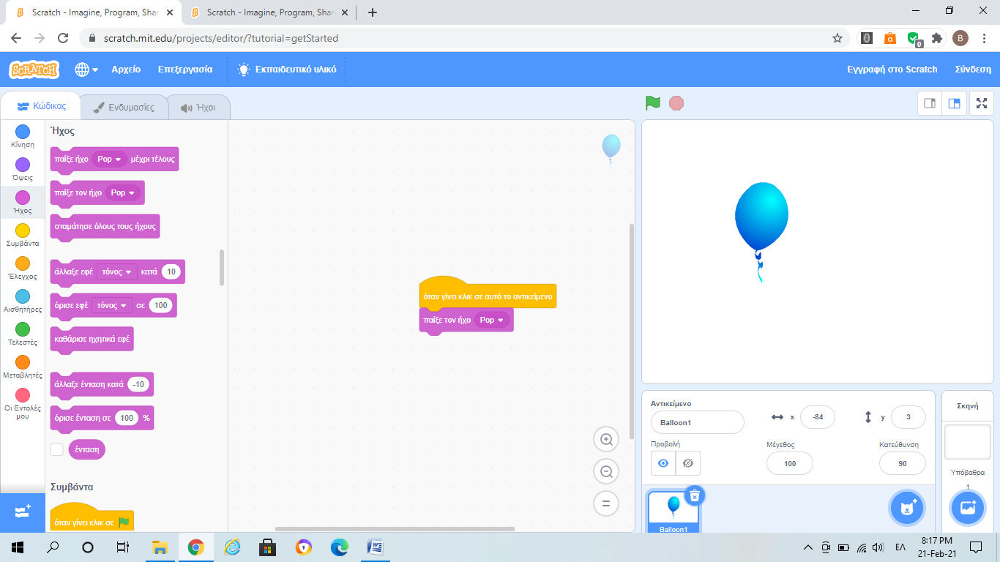 Scratch - Imagine, Program, Shar
Scratch - Imagine, Program, Shar
scratch.mit.edu/projects/editor/?tutorial=getStarted
0
B
SCRATCH
Αρχείο
Επεξεργασία
Εκπαιδευτικό υλικό
Εγγραφή στο Scratch
Σύνδεση
Κώδικας
Ενδυμασίες
Ήχοι
Κίνηση
Όψεις
Ήχος
Συμβάντα
Έλεγχος
Αισθητήρες
Τελεστές
Μεταβλητές
Οι Εντολές
μου
Ήχος
παίξε ήχο Pop μέχρι τέλους
παίξε τον ήχο Pop
σταμάτησε όλους τους ήχους
άλλαξε εφέ τόνος κατά 10
όρισε εφέ τόνος σε 100
καθάρισε ηχητικά εφέ
άλλαξε ένταση κατά -10
όρισε ένταση σε 100 %
ένταση
Συμβάντα
όταν γίνει κλικ σε
όταν γίνει κλικ σε αυτό το αντικείμενο
παίξε τον ήχο Pop
Αντικείμενο
Balloon1
x -84
y 3
Προβολή
Μέγεθος
100
Κατεύθυνση
90
Balloon1
Σκηνή
Υπόβαθρα
1
ΕΛ
8:17 PM
21-Feb-21